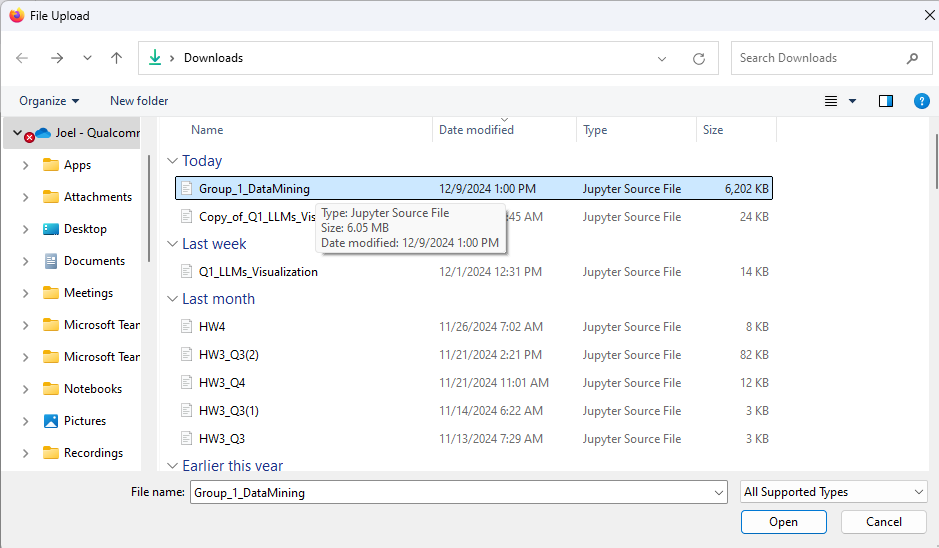 File Upload
Downloads
Search Downloads
Organize New folder
Joel - Qualcomm
Apps
Attachments
Desktop
Documents
Meetings
Microsoft Tean
Microsoft Tean
Notebooks
Pictures
Recordings
Name Date modified Type Size
Today
Group_1_DataMining 12/9/2024 1:00 PM Jupyter Source File 6,202 KB
Copy_of_Q1_LLMs_Vis 45 AM Jupyter Source File 24 KB
Type: Jupyter Source File
Size: 6.05 MB
Date modified: 12/9/2024 1:00 PM
Last week
Q1_LLMs_Visualization 12/1/2024 12:31 PM Jupyter Source File 14 KB
Last month
HW4 11/26/2024 7:02 AM Jupyter Source File 8 KB
HW3_Q3(2) 11/21/2024 2:21 PM Jupyter Source File 82 KB
HW3_Q4 11/21/2024 11:01 AM Jupyter Source File 12 KB
HW3_Q3(1) 11/14/2024 6:22 AM Jupyter Source File 3 KB
HW3_Q3 11/13/2024 7:29 AM Jupyter Source File 3 KB
Earlier this year
File name: Group_1_DataMining All Supported Types
Open Cancel